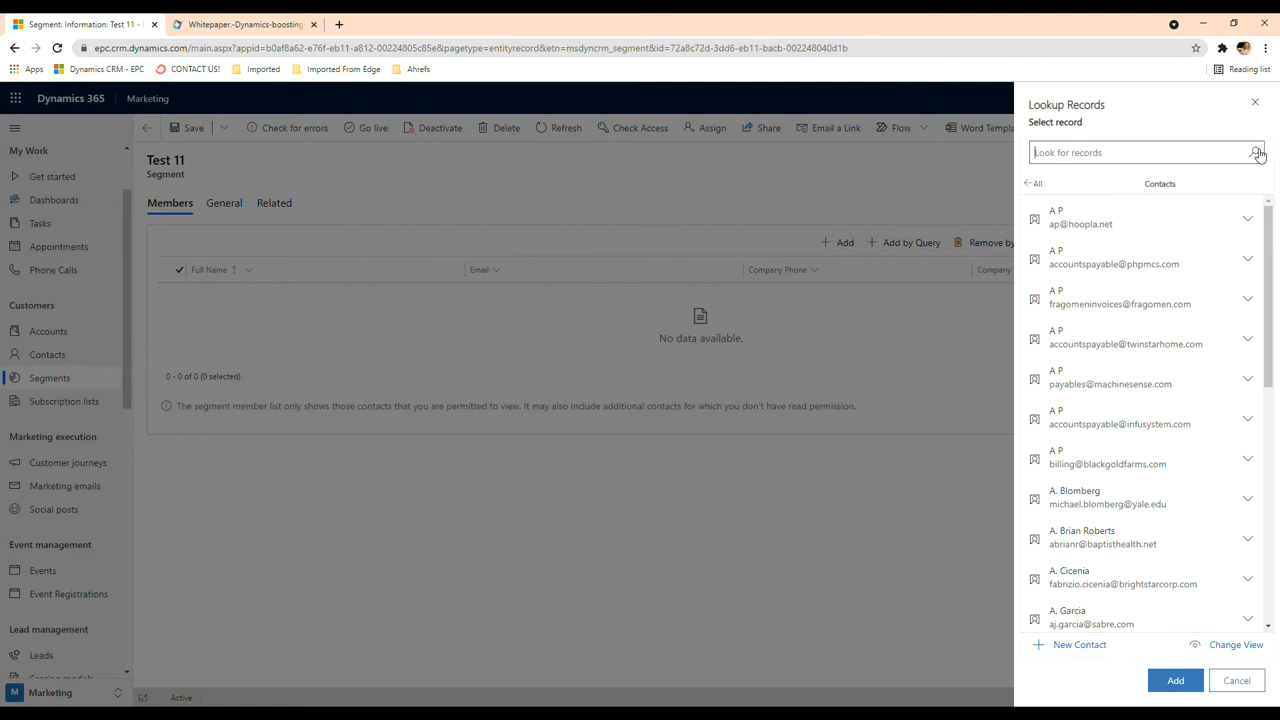 Segment: Information: Test 11 -
Whitepaper.-Dynamics-boosting
epc.crm.dynamics.com/main.aspx?appid=b0af8a62-e76f-eb11-a812-00224805c85e&pagetype=entityrecord&etn=msdyncrm_segment&id=72a8c72d-3dd6-eb11-bacb-002248040d1b
Apps
Dynamics CRM - EPC
CONTACT US!
Imported
Imported From Edge
Ahrefs
Reading list
Dynamics 365
Marketing
Save
Check for errors
Go live
Deactivate
Delete
Refresh
Check Access
Assign
Share
Email a Link
Flow
Word Templa
My Work
Get started
Dashboards
Tasks
Appointments
Phone Calls
Customers
Accounts
Contacts
Segments
Subscription lists
Marketing execution
Customer journeys
Marketing emails
Social posts
Event management
Events
Event Registrations
Lead management
Leads
Scoring models
M Marketing
Test 11
Segment
Members
General
Related
Add
Add by Query
Remove by
Full Name
Email
Company Phone
Company
No data available.
0 - 0 of 0 (0 selected)
The segment member list only shows those contacts that you are permitted to view. It may also include additional contacts for which you don't have read permission.
Active
Lookup Records
Select record
Look for records
All
Contacts
A P
ap@hoopla.net
A P
accountspayable@phpmcs.com
A P
fragomeninvoices@fragomen.com
A P
accountspayable@twinstarhome.com
A P
payables@machinesense.com
A P
accountspayable@infusystem.com
A P
billing@blackgoldfarms.com
A. Blomberg
michael.blomberg@yale.edu
A. Brian Roberts
abrianr@baptisthealth.net
A. Cicenia
fabrizio.cicenia@brightstarcorp.com
A. Garcia
aj.garcia@sabre.com
New Contact
Change View
Add
Cancel